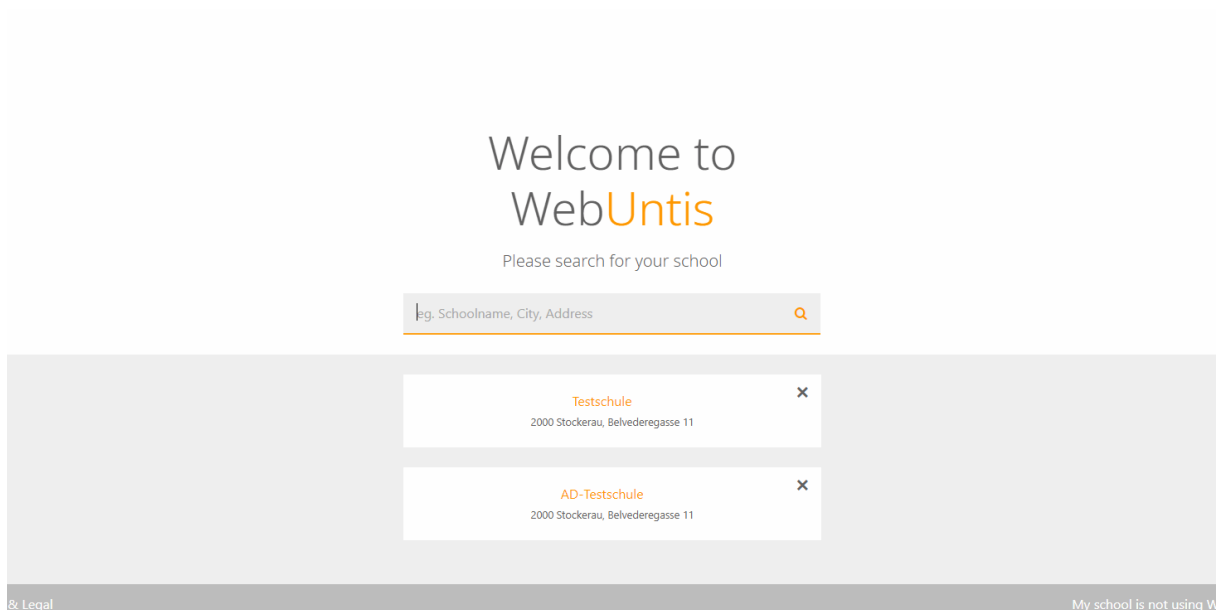 Welcome to
WebUntis
Please search for your school
eg. Schoolname, City, Address
Testschule
2000 Stockerau, Belvederegasse 11
AD-Testschule
2000 Stockerau, Belvederegasse 11
& Legal
My school is not using W